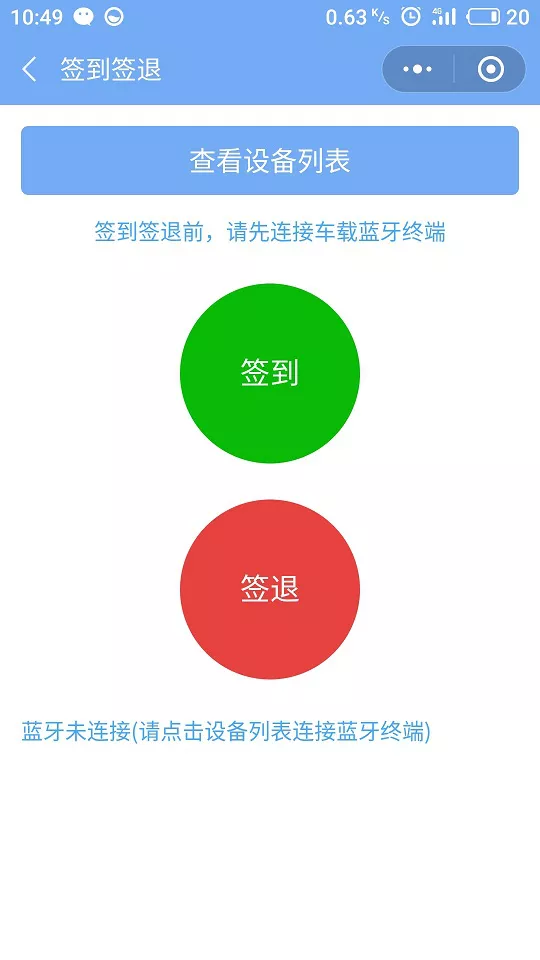 10:49 0.63 K/s 4G 20
签到签退
查看设备列表
签到签退前，请先连接车载蓝牙终端
签到
签退
蓝牙未连接(请点击设备列表连接蓝牙终端)